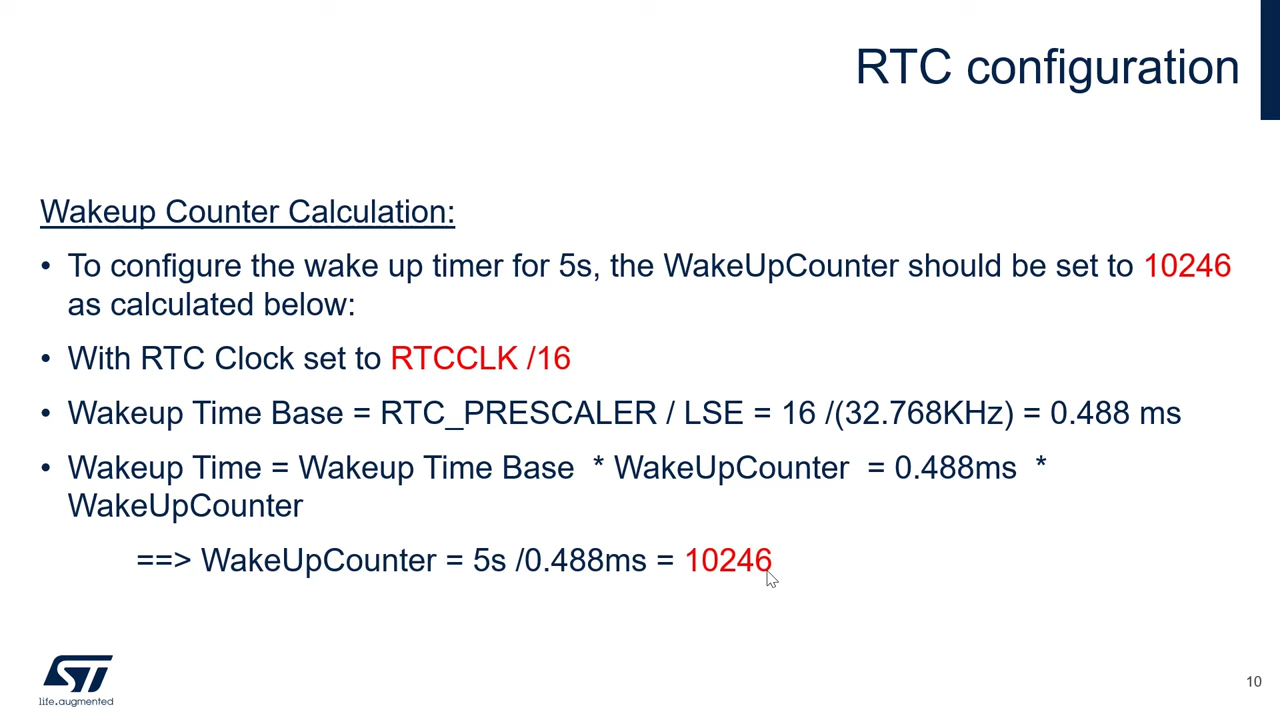 RTC configuration
Wakeup Counter Calculation:
• To configure the wake up timer for 5s, the WakeUpCounter should be set to 10246
as calculated below:
• With RTC Clock set to RTCCLK /16
• Wakeup Time Base = RTC_PRESCALER / LSE = 16 /(32.768KHz) = 0.488 ms
• Wakeup Time = Wakeup Time Base * WakeUpCounter = 0.488ms *
WakeUpCounter
==> WakeUpCounter = 5s /0.488ms = 10246
ST
life.augmented
10